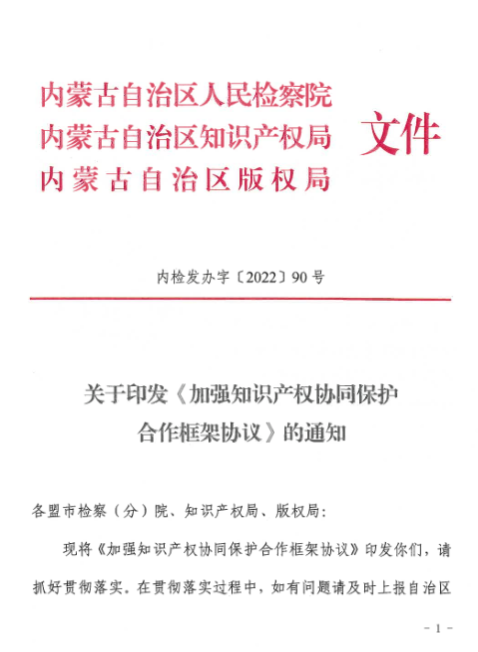 内蒙古自治区人民检察院
内蒙古自治区知识产权局
内蒙古自治区版权局
文件
内检发办字〔2022〕90号
关于印发《加强知识产权协同保护
合作框架协议》的通知
各盟市检察（分）院、知识产权局、版权局：
现将《加强知识产权协同保护合作框架协议》印发你们，请
抓好贯彻落实。在贯彻落实过程中，如有问题请及时上报自治区
- 1 -